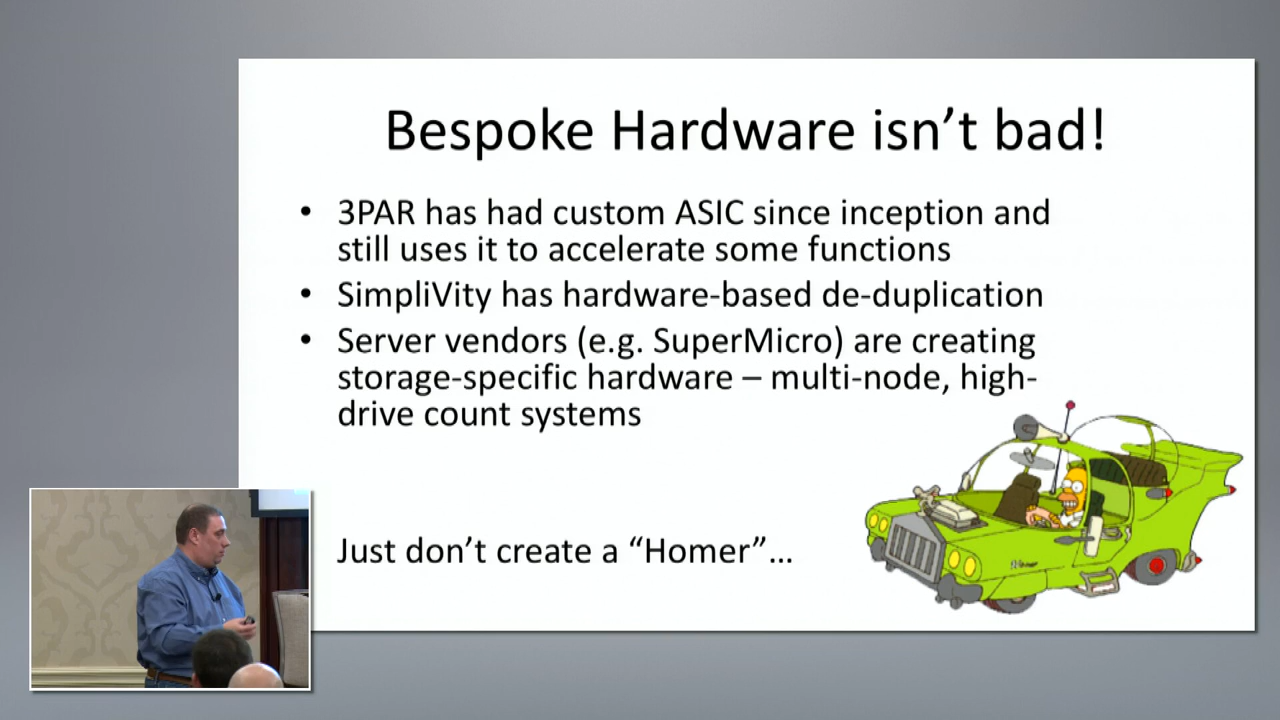 Bespoke Hardware isn’t bad!
• 3PAR has had custom ASIC since inception and
still uses it to accelerate some functions
• SimpliVity has hardware-based de-duplication
• Server vendors (e.g. SuperMicro) are creating
storage-specific hardware – multi-node, high-
drive count systems
Just don’t create a “Homer”…